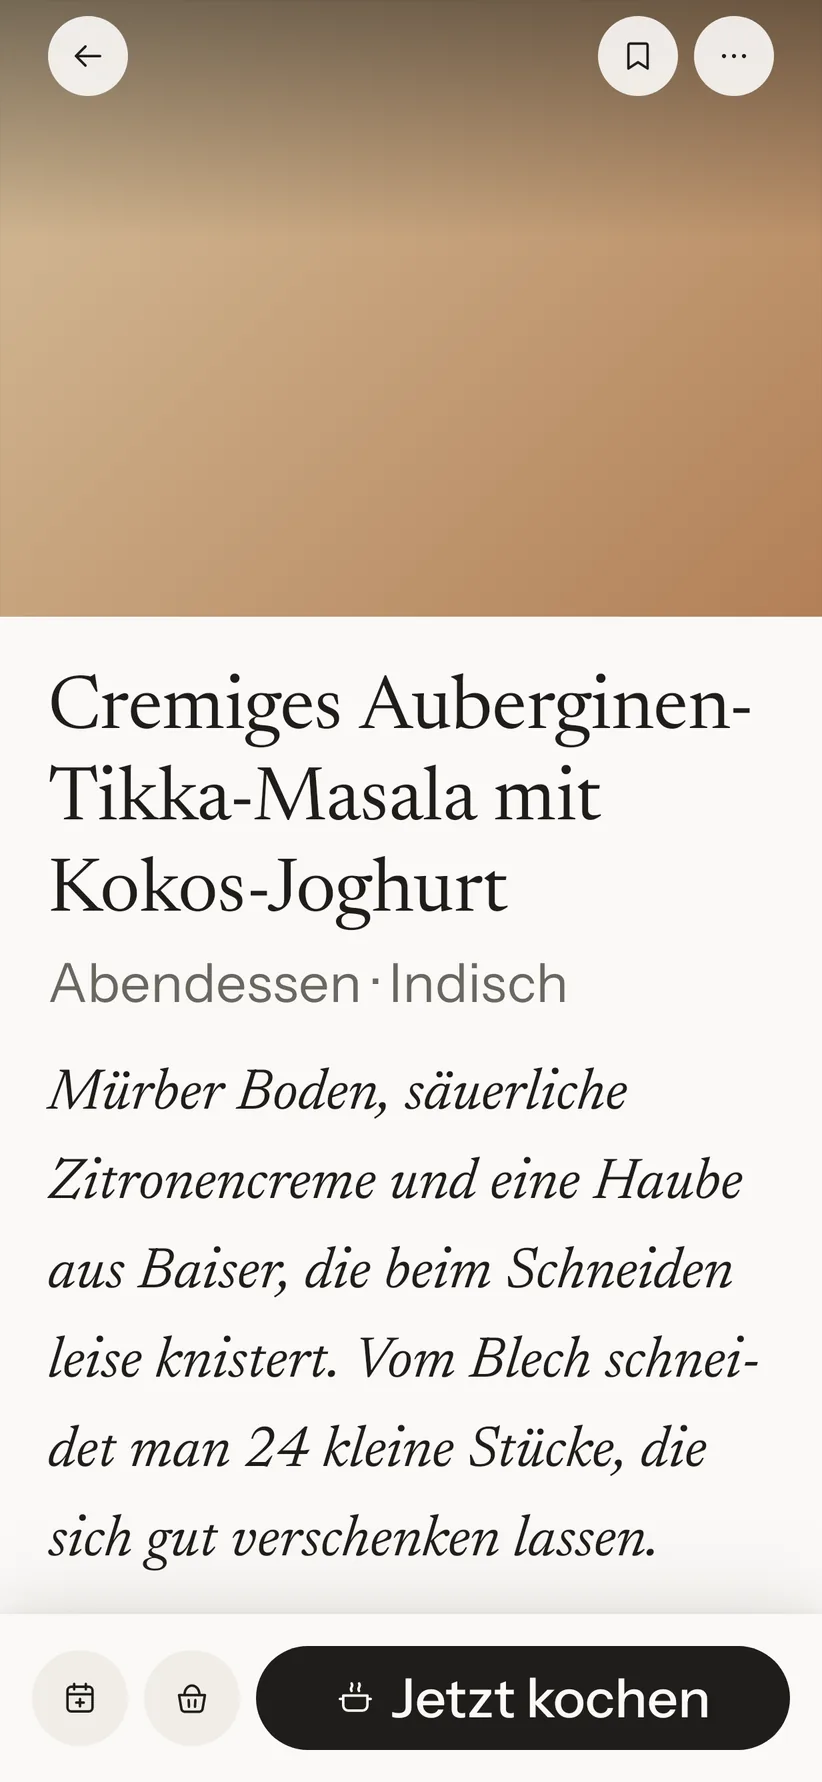 Cremiges Auberginen-
Tikka-Masala mit
Kokos-Joghurt
Abendessen · Indisch
Mürber Boden, säuerliche
Zitronencreme und eine Haube
aus Baiser, die beim Schneiden
leise knistert. Vom Blech schnei-
det man 24 kleine Stücke, die
sich gut verschenken lassen.
Jetzt kochen